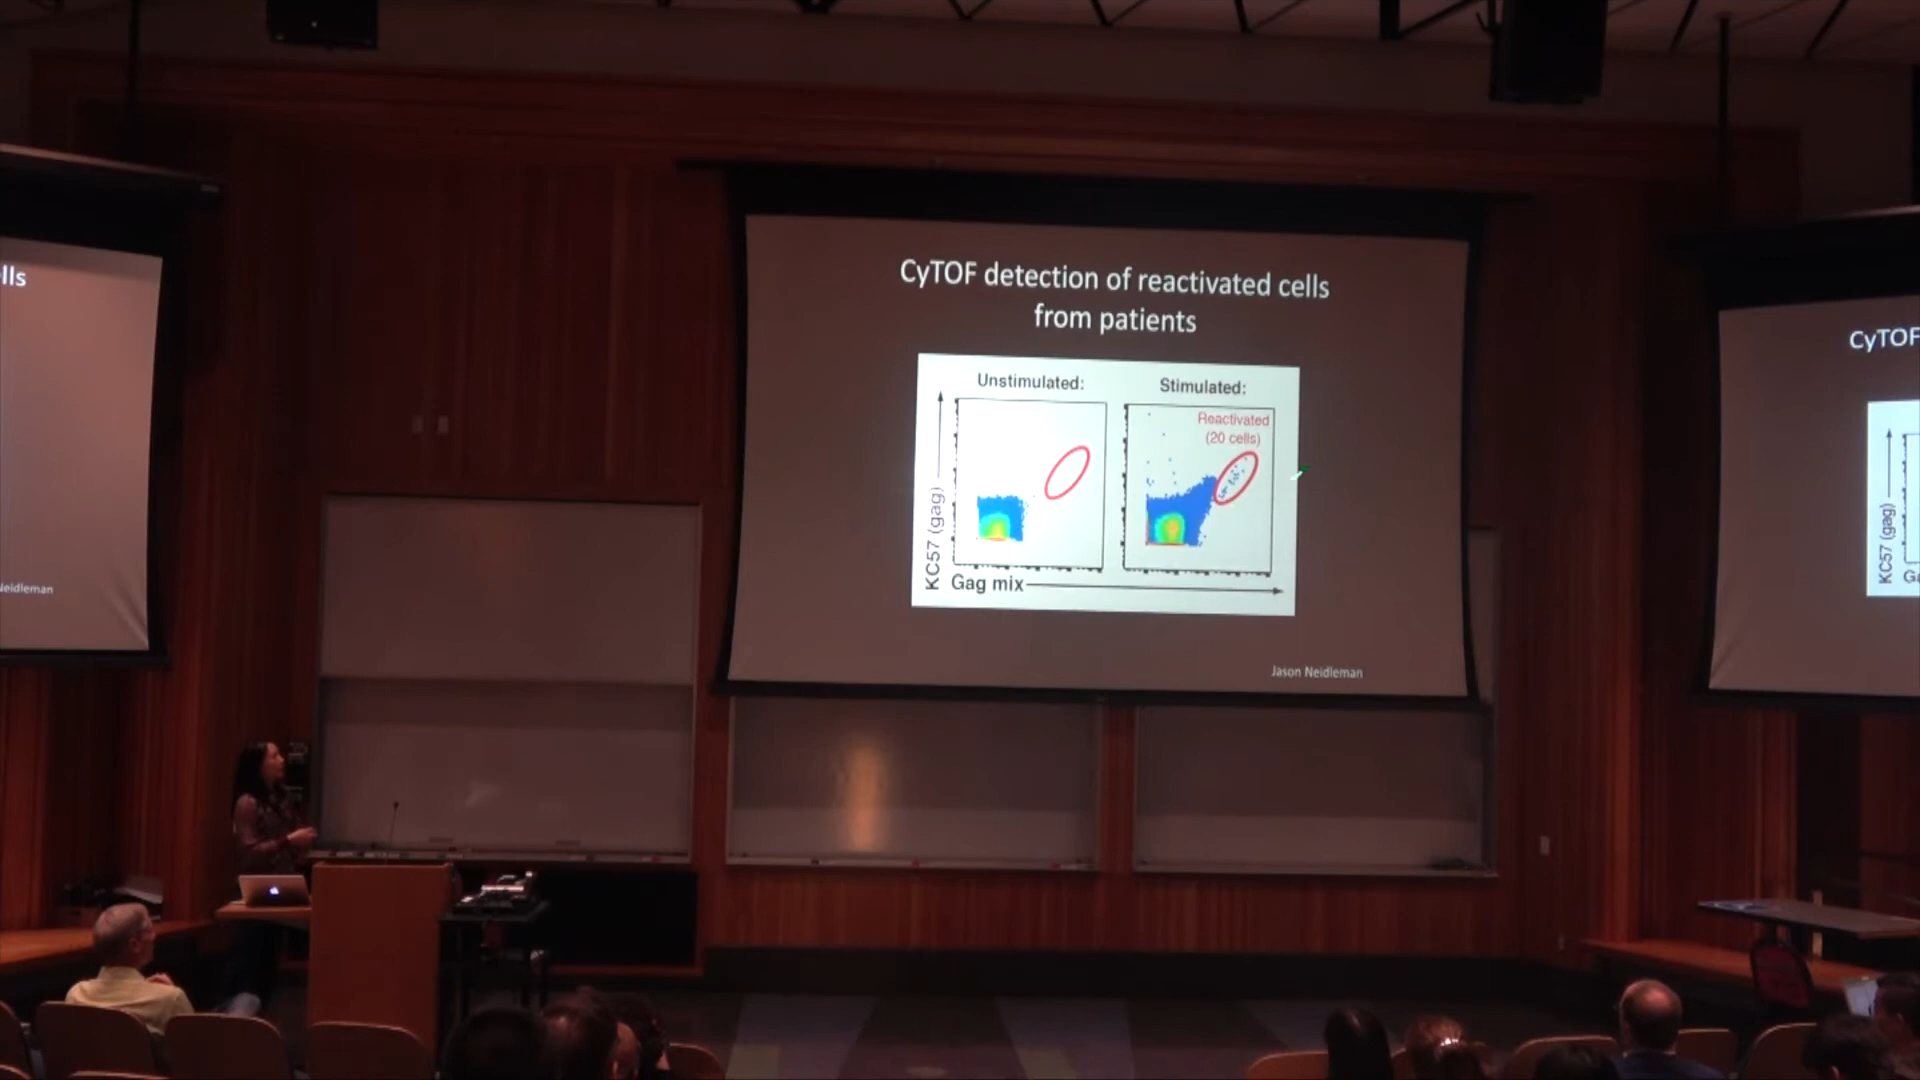 lls
Neidleman
CyTOF detection of reactivated cells
from patients
Unstimulated:
Stimulated:
Reactivated
(20 cells)
KC57 (gag)
Gag mix
Jason Neidleman
CyTOF
KC57 (gag)
Ga